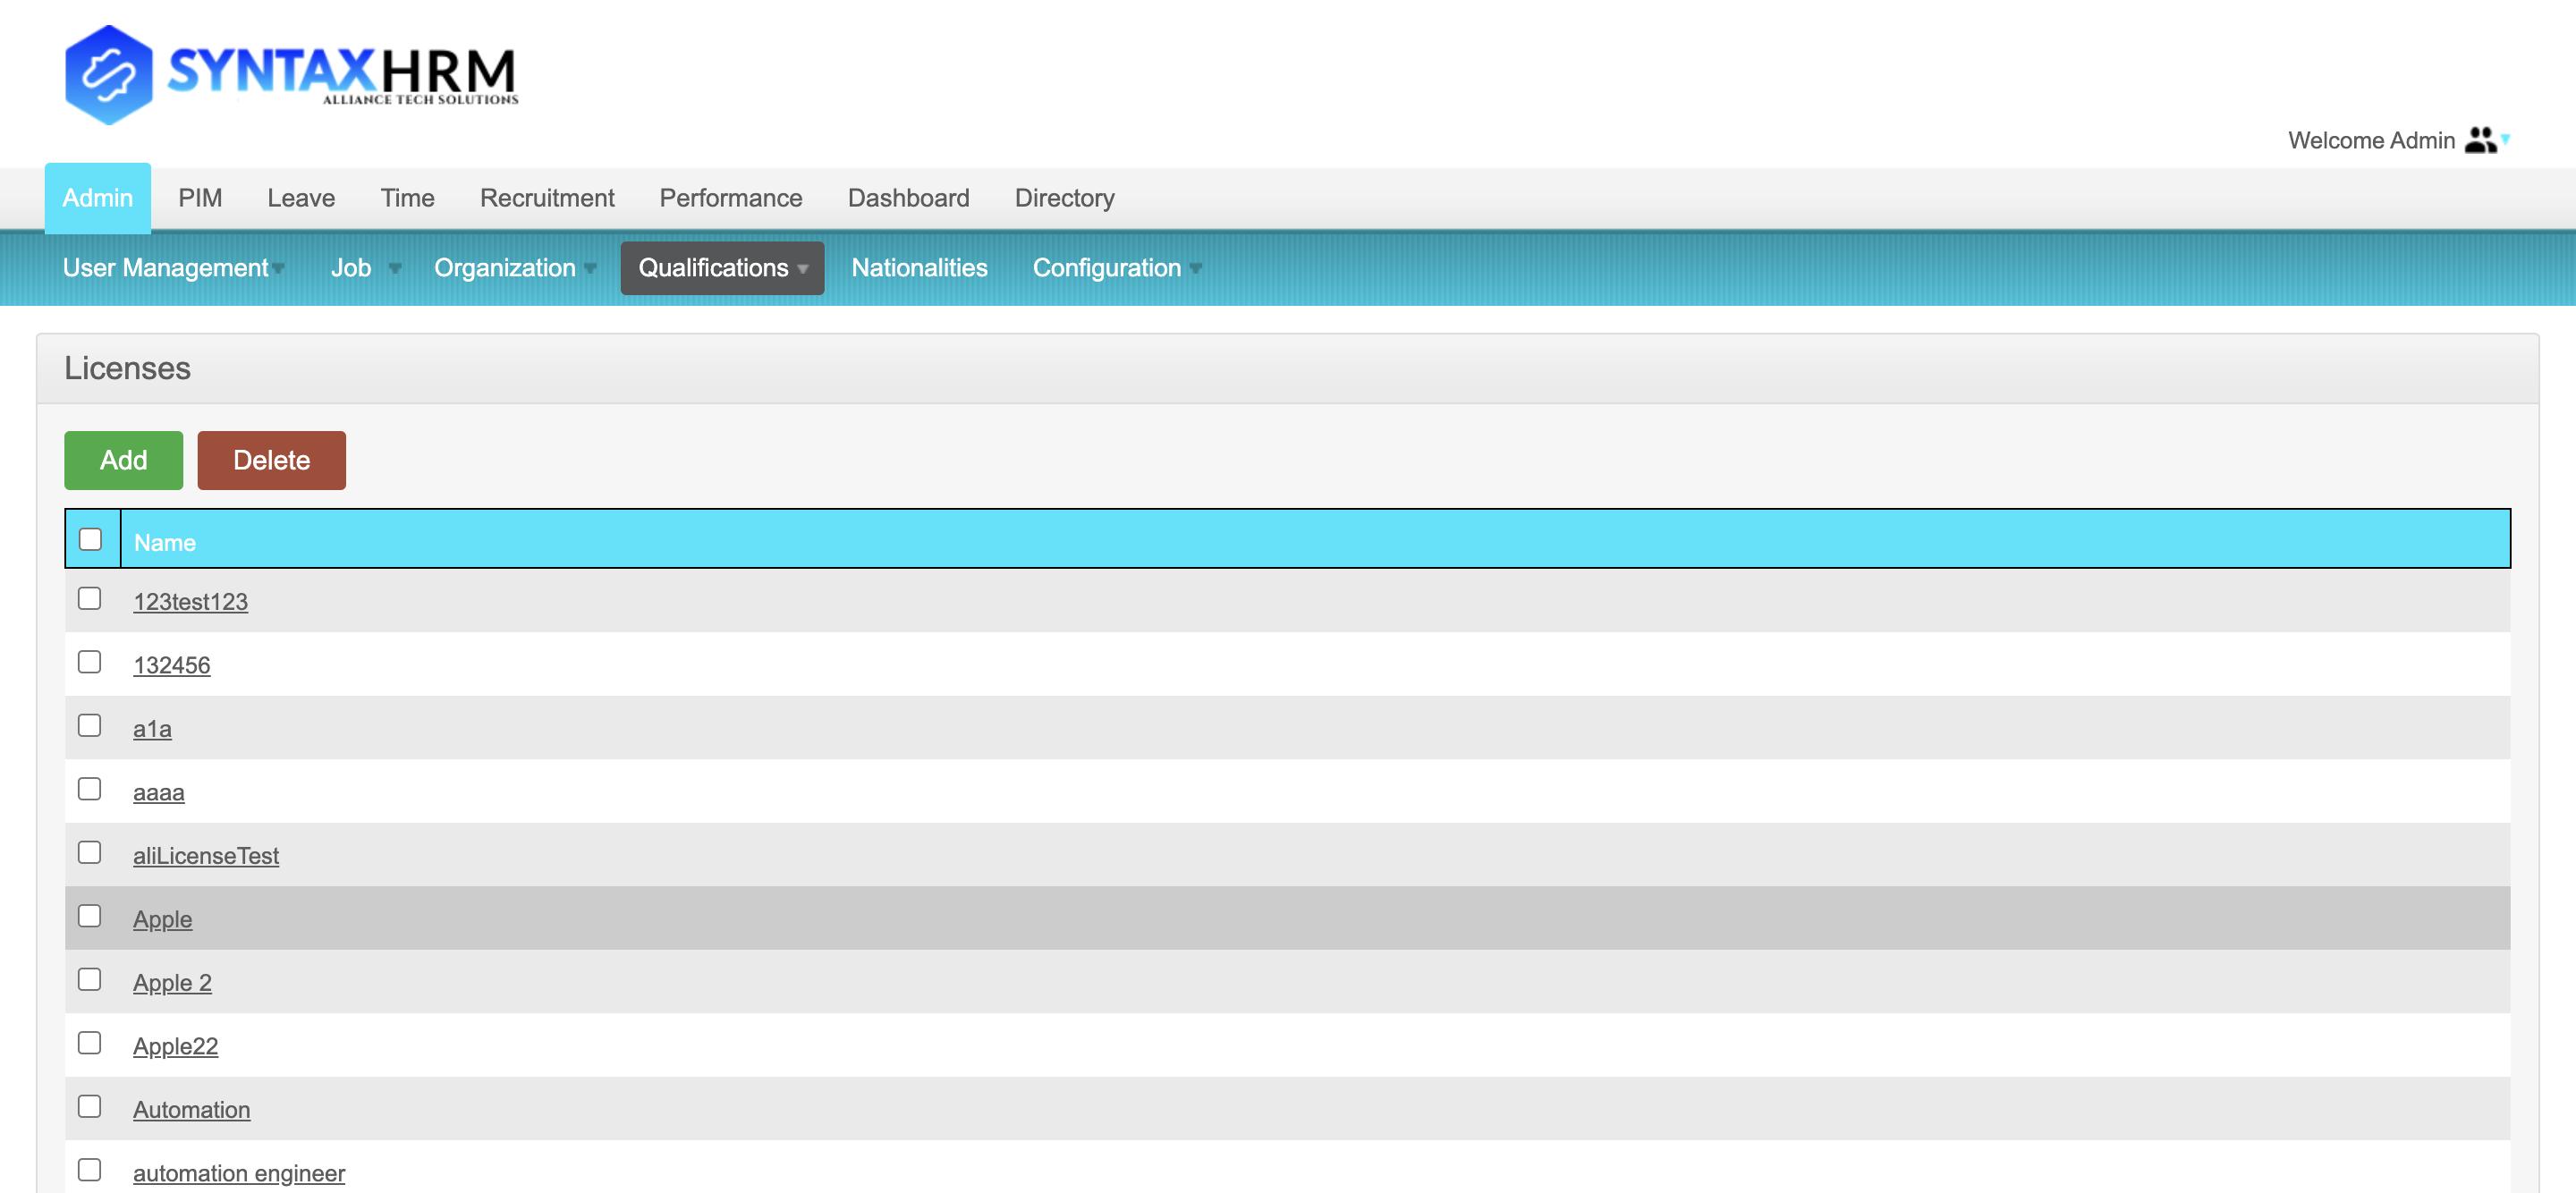 SYNTAXHRM
ALLIANCE TECH SOLUTIONS
Welcome Admin
Admin PIM Leave Time Recruitment Performance Dashboard Directory
User Management Job Organization Qualifications Nationalities Configuration
Licenses
Add Delete
Name
123test123
132456
a1a
aaaa
aliLicenseTest
Apple
Apple 2
Apple22
Automation
automation engineer